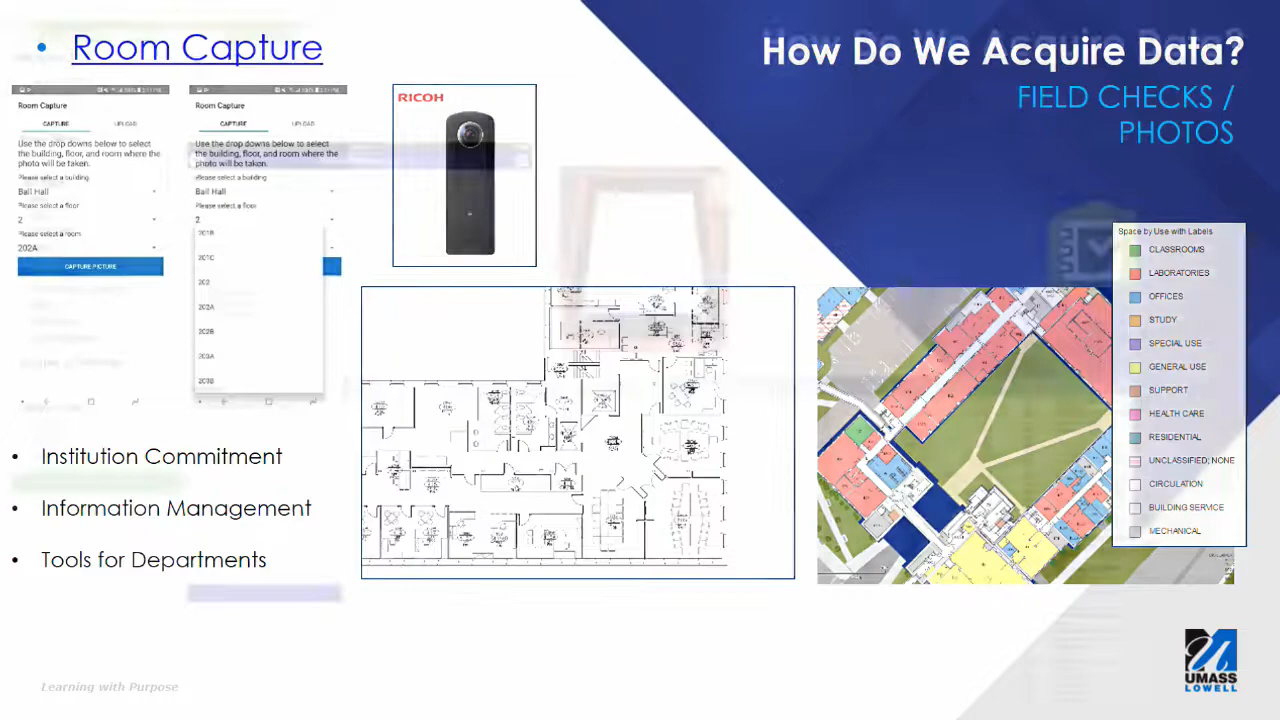 • Room Capture
How Do We Acquire Data?
FIELD CHECKS /
PHOTOS
Room Capture
CAPTURE UPLOAD
Use the drop downs below to select
the building, floor, and room where the
photo will be taken.
Please select a building
Ball Hall
Please select a floor
2
Please select a room
202A
CAPTURE PICTURE
Room Capture
CAPTURE UPLOAD
Use the drop downs below to select
the building, floor, and room where the
photo will be taken.
Please select a building
Ball Hall
Please select a floor
2
201B
201C
202
202A
202B
203A
203B
RICOH
Space by Use with Labels
CLASSROOMS
LABORATORIES
OFFICES
STUDY
SPECIAL USE
GENERAL USE
SUPPORT
HEALTH CARE
RESIDENTIAL
UNCLASSIFIED; NONE
CIRCULATION
BUILDING SERVICE
MECHANICAL
• Institution Commitment
• Information Management
• Tools for Departments
Learning with Purpose
UMASS
LOWELL